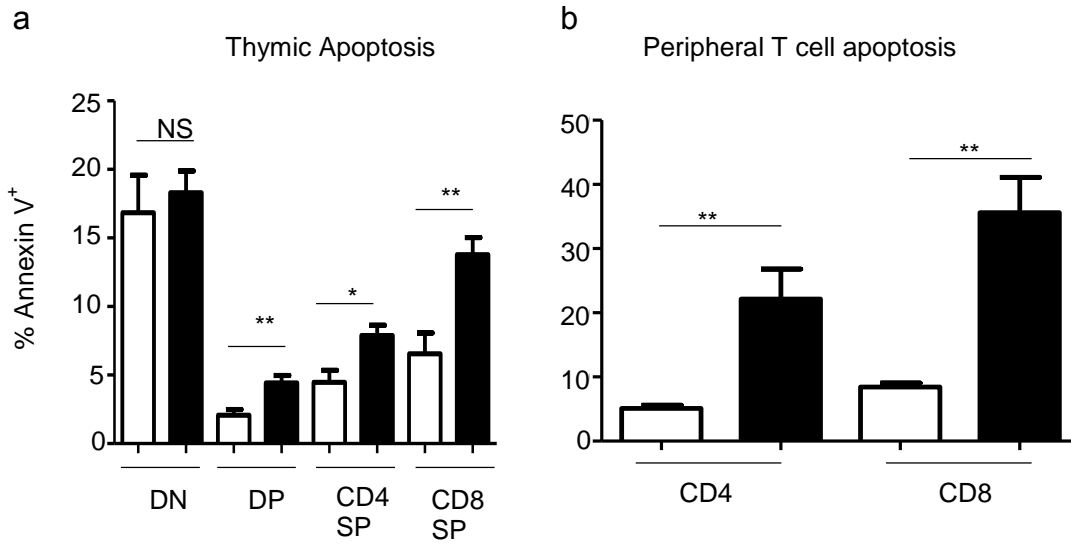 a
Thymic Apoptosis
% Annexin V+
25
20
15
10
5
0
NS
**
*
**
DN
DP
CD4
SP
CD8
SP
b
Peripheral T cell apoptosis
50
40
30
20
10
0
**
**
CD4
CD8